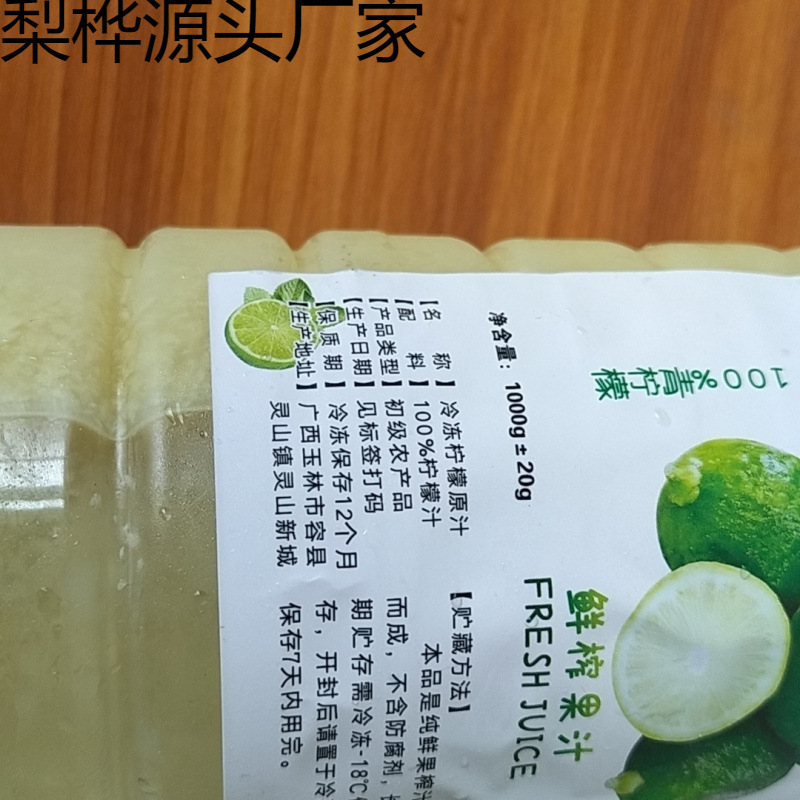 梨桦源头厂家
100%青柠檬
鲜榨果汁
FRESH JUICE
净含量：1000g±20g
【名 称】冷冻柠檬原汁
【配 料】100%柠檬汁
【产品类型】初级农产品
【生产日期】见标签打码
【保 质 期】冷冻保存12个月
【生产地址】广西玉林市容县
灵山镇灵山新城
【贮藏方法】
本品是纯鲜果榨汁
而成，不含防腐剂，长
期贮存需冷冻-18℃
存，开封后请置于冷
保存7天内用完。